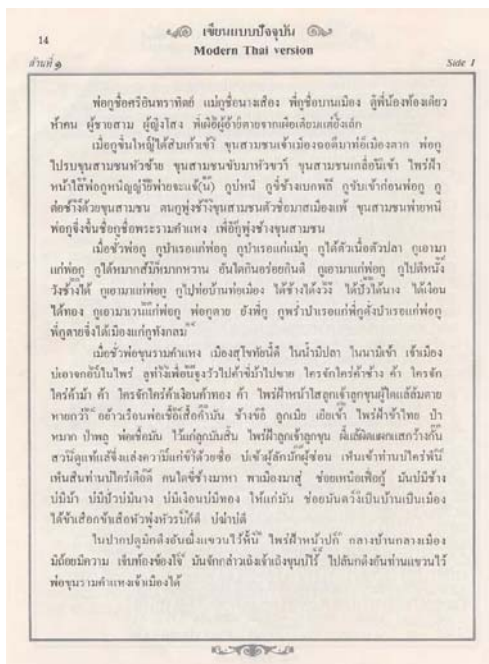 14
เขียนแบบปัจจุบัน
Modern Thai version
ด้านที่ ๑
Side 1
พ่อกูชื่อศรีอินทราทิตย์ แม่กูชื่อนางเสือง พี่กูชื่อบานเมือง ตูพี่น้องท้องเดียว
ห้าคน ผู้ชายสาม ผู้ญิงโสง พี่เผือผู้อ้ายตายจากเผือเตียมแต่ยังเล็ก
เมื่อกูขึ้นใหญ่ได้สิบเก้าเข้า ขุนสามชนเจ้าเมืองฉอดมาท่เมืองตาก พ่อกู
ไปรบขุนสามชนหัวซ้าย ขุนสามชนขับมาหัวขวา ขุนสามชนเกลื่อนเข้า ไพร่ฟ้า
หน้าใสพ่อกูหนีญญ่ายพ่ายจะแจ้(น) กูบ่หนี กูขี่ช้างเบกพล กูขับเข้าก่อนพ่อกู กู
ต่อช้างด้วยขุนสามชน ตนกูพุ่งช้างขุนสามชนตัวชื่อมาสเมืองแพ้ ขุนสามชนพ่ายหนี
พ่อกูจึงขึ้นชื่อกูชื่อพระรามคำแหง เพื่อกูพุ่งช้างขุนสามชน
เมื่อชั่วพ่อกู กูบำเรอแก่พ่อกู กูบำเรอแก่แม่กู กูได้ตัวเนื้อตัวปลา กูเอามา
แก่พ่อกู กูได้หมากส้มหมากหวาน อันใดกินอร่อยกินดี กูเอามาแก่พ่อกู กูไปตีหนัง
วังช้างได้ กูเอามาแก่พ่อกู กูไปท่บ้านท่เมือง ได้ช้างได้งวง ได้ปั่วได้นาง ได้เงือน
ได้ทอง กูเอามาเวนแก่พ่อกู พ่อกูตาย ยังพี่กู กูพร่ำบำเรอแก่พี่กูดั่งบำเรอแก่พ่อกู
พี่กูตายจึงได้เมืองแก่กูทั้งกลม
เมื่อชั่วพ่อขุนรามคำแหง เมืองสุโขทัยนี้ดี ในน้ำมีปลา ในนามีข้าว เจ้าเมือง
บ่เอาจกอบในไพร่ ลูท่างเพื่อนจูงวัวไปค้าขี่ม้าไปขาย ใครจักใคร่ค้าช้าง ค้า ใครจัก
ใคร่ค้าม้า ค้า ใครจักใคร่ค้าเงือนค้าทอง ค้า ไพร่ฟ้าหน้าใสลูกเจ้าลูกขุนผู้ใดแล้ล้มตาย
หายกว่า อย้าวเรือนพ่อเชื้อเสื้อคำมัน ช้างขอ ลูกเมีย เยียข้าว ไพร่ฟ้าข้าไทย ป่า
หมาก ป่าพลู พ่อเชื้อมัน ไว้แก่ลูกมันสิ้น ไพร่ฟ้าลูกเจ้าลูกขุน ผิแล้ผิดแผกแสกว้างกัน
สวนดูแท้แล้จึ่งแล่งความแก่ข้าด้วยซื่อ บ่เข้าผู้ลักมักผู้ซ่อน เห็นข้าวท่านบ่ใคร่พีน
เห็นสินท่านบ่ใคร่เดือด คนใดขี่ช้างมาหา พาเมืองมาสู่ ช่อยเหนือเฟื้อกู้ มันบ่มีช้าง
บ่มีม้า บ่มีปั่วบ่มีนาง บ่มีเงือนบ่มีทอง ให้แก่มัน ช่อยมันตวงเป็นบ้านเป็นเมือง
ได้ข้าเสือกข้าเสือหัวพุ่งหัวรบก็ดี บ่ฆ่าบ่ตี
ในปากปตูมีกดิ่งอันณึ่งแขวนไว้หั้น ไพร่ฟ้าหน้าปก กลางบ้านกลางเมือง
มีถ้อยมีความ เจ็บท้องข้องใจ มันจักกล่าวเถิงเจ้าเถิงขุนบ่ไร้ ไปลั่นกดิ่งอันท่านแขวนไว้
พ่อขุนรามคำแหงเจ้าเมืองได้